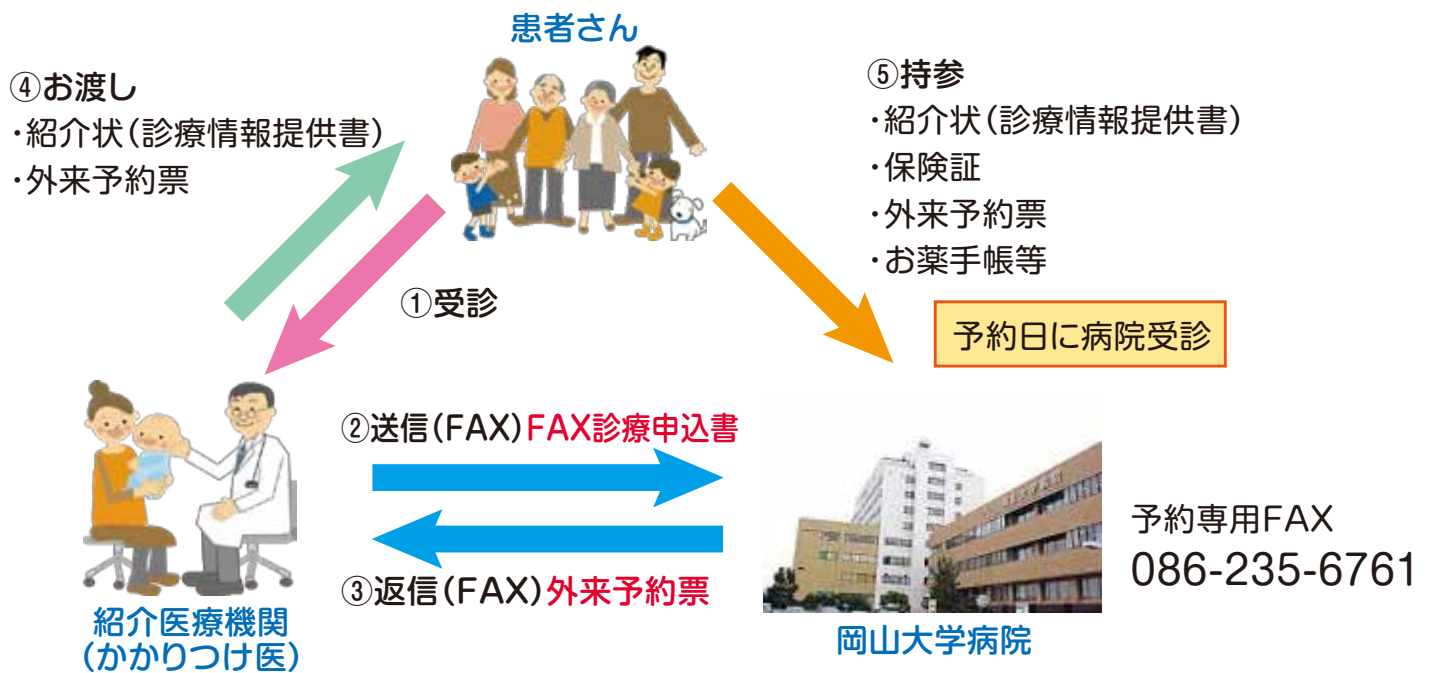 患者さん
④お渡し
・紹介状(診療情報提供書)
・外来予約票
⑤持参
・紹介状(診療情報提供書)
・保険証
・外来予約票
・お薬手帳等
①受診
予約日に病院受診
②送信(FAX)FAX診療申込書
③返信(FAX)外来予約票
予約専用FAX
086-235-6761
紹介医療機関
(かかりつけ医)
岡山大学病院